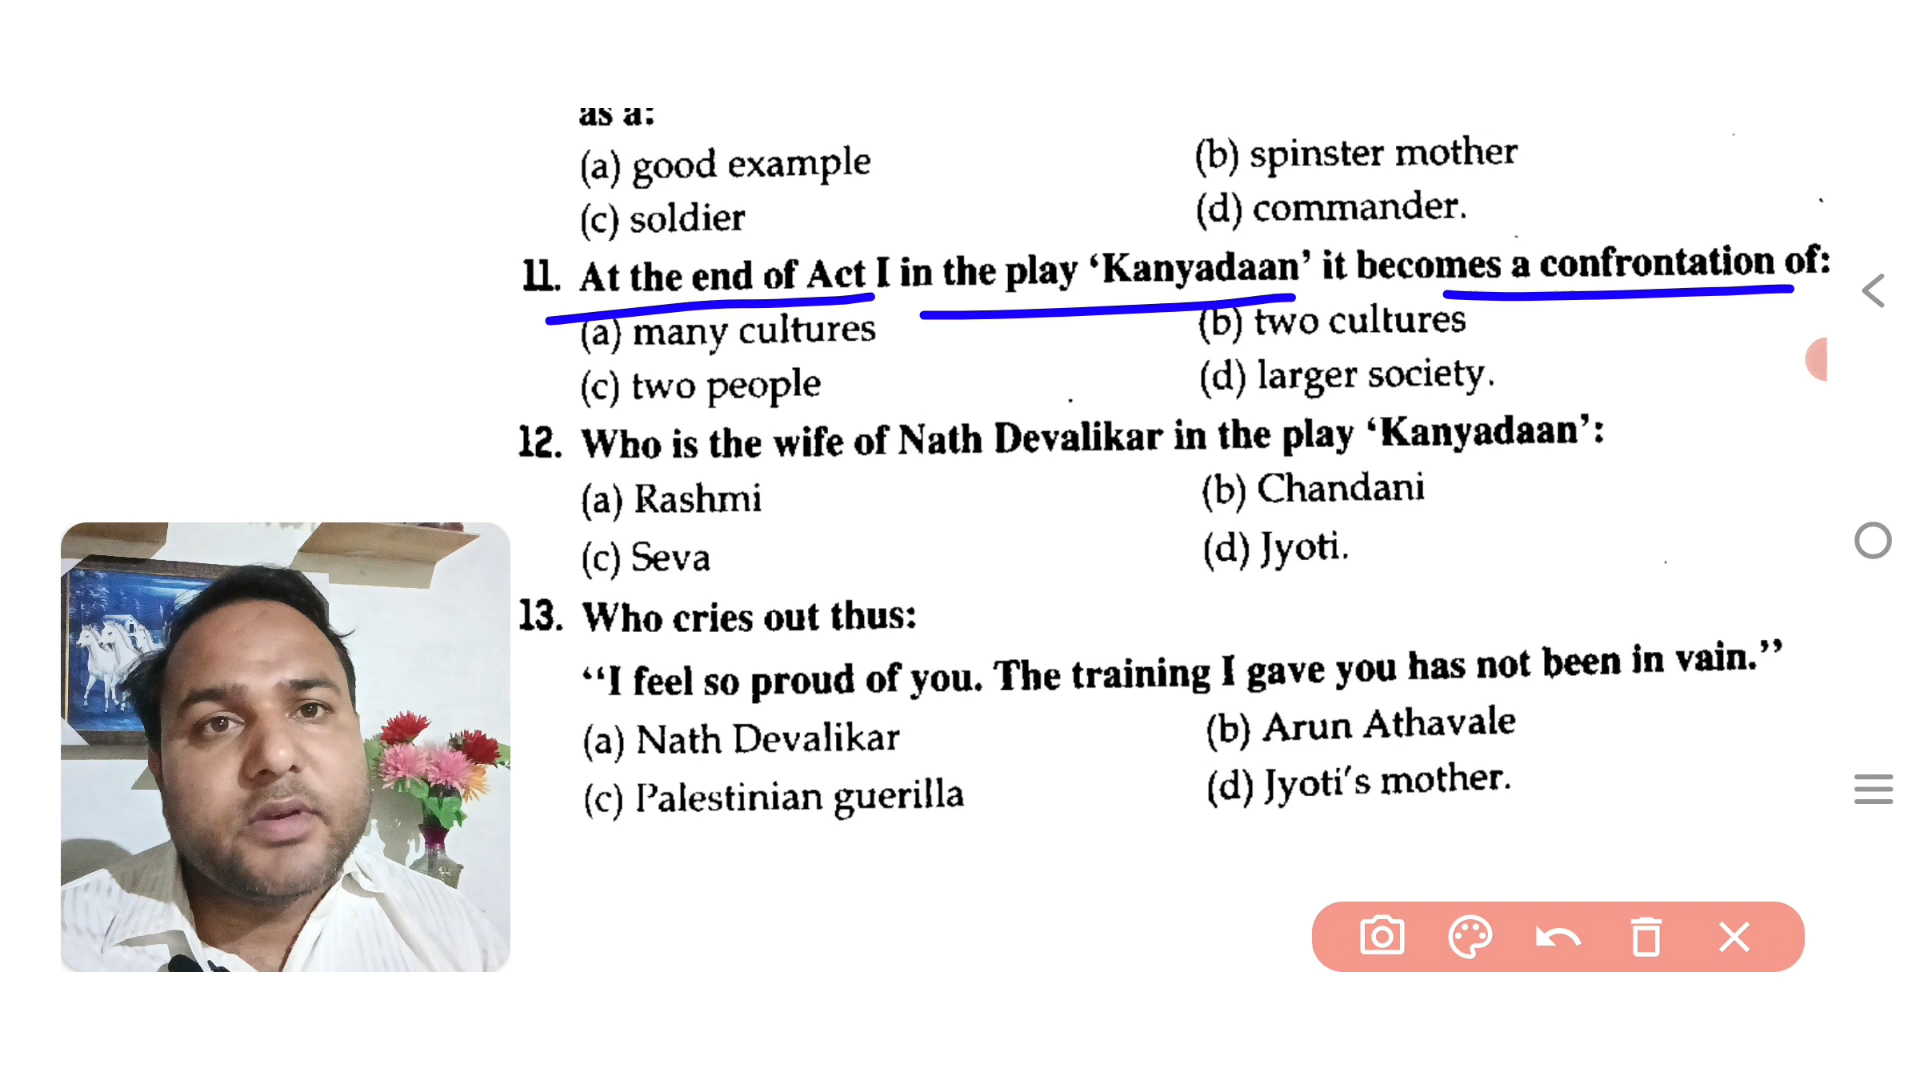 as a:
(a) good example (b) spinster mother
(c) soldier (d) commander.
11. At the end of Act I in the play ‘Kanyadaan’ it becomes a confrontation of:
(a) many cultures (b) two cultures
(c) two people (d) larger society.
12. Who is the wife of Nath Devalikar in the play ‘Kanyadaan’:
(a) Rashmi (b) Chandani
(c) Seva (d) Jyoti.
13. Who cries out thus:
“I feel so proud of you. The training I gave you has not been in vain.”
(a) Nath Devalikar (b) Arun Athavale
(c) Palestinian guerilla (d) Jyoti’s mother.